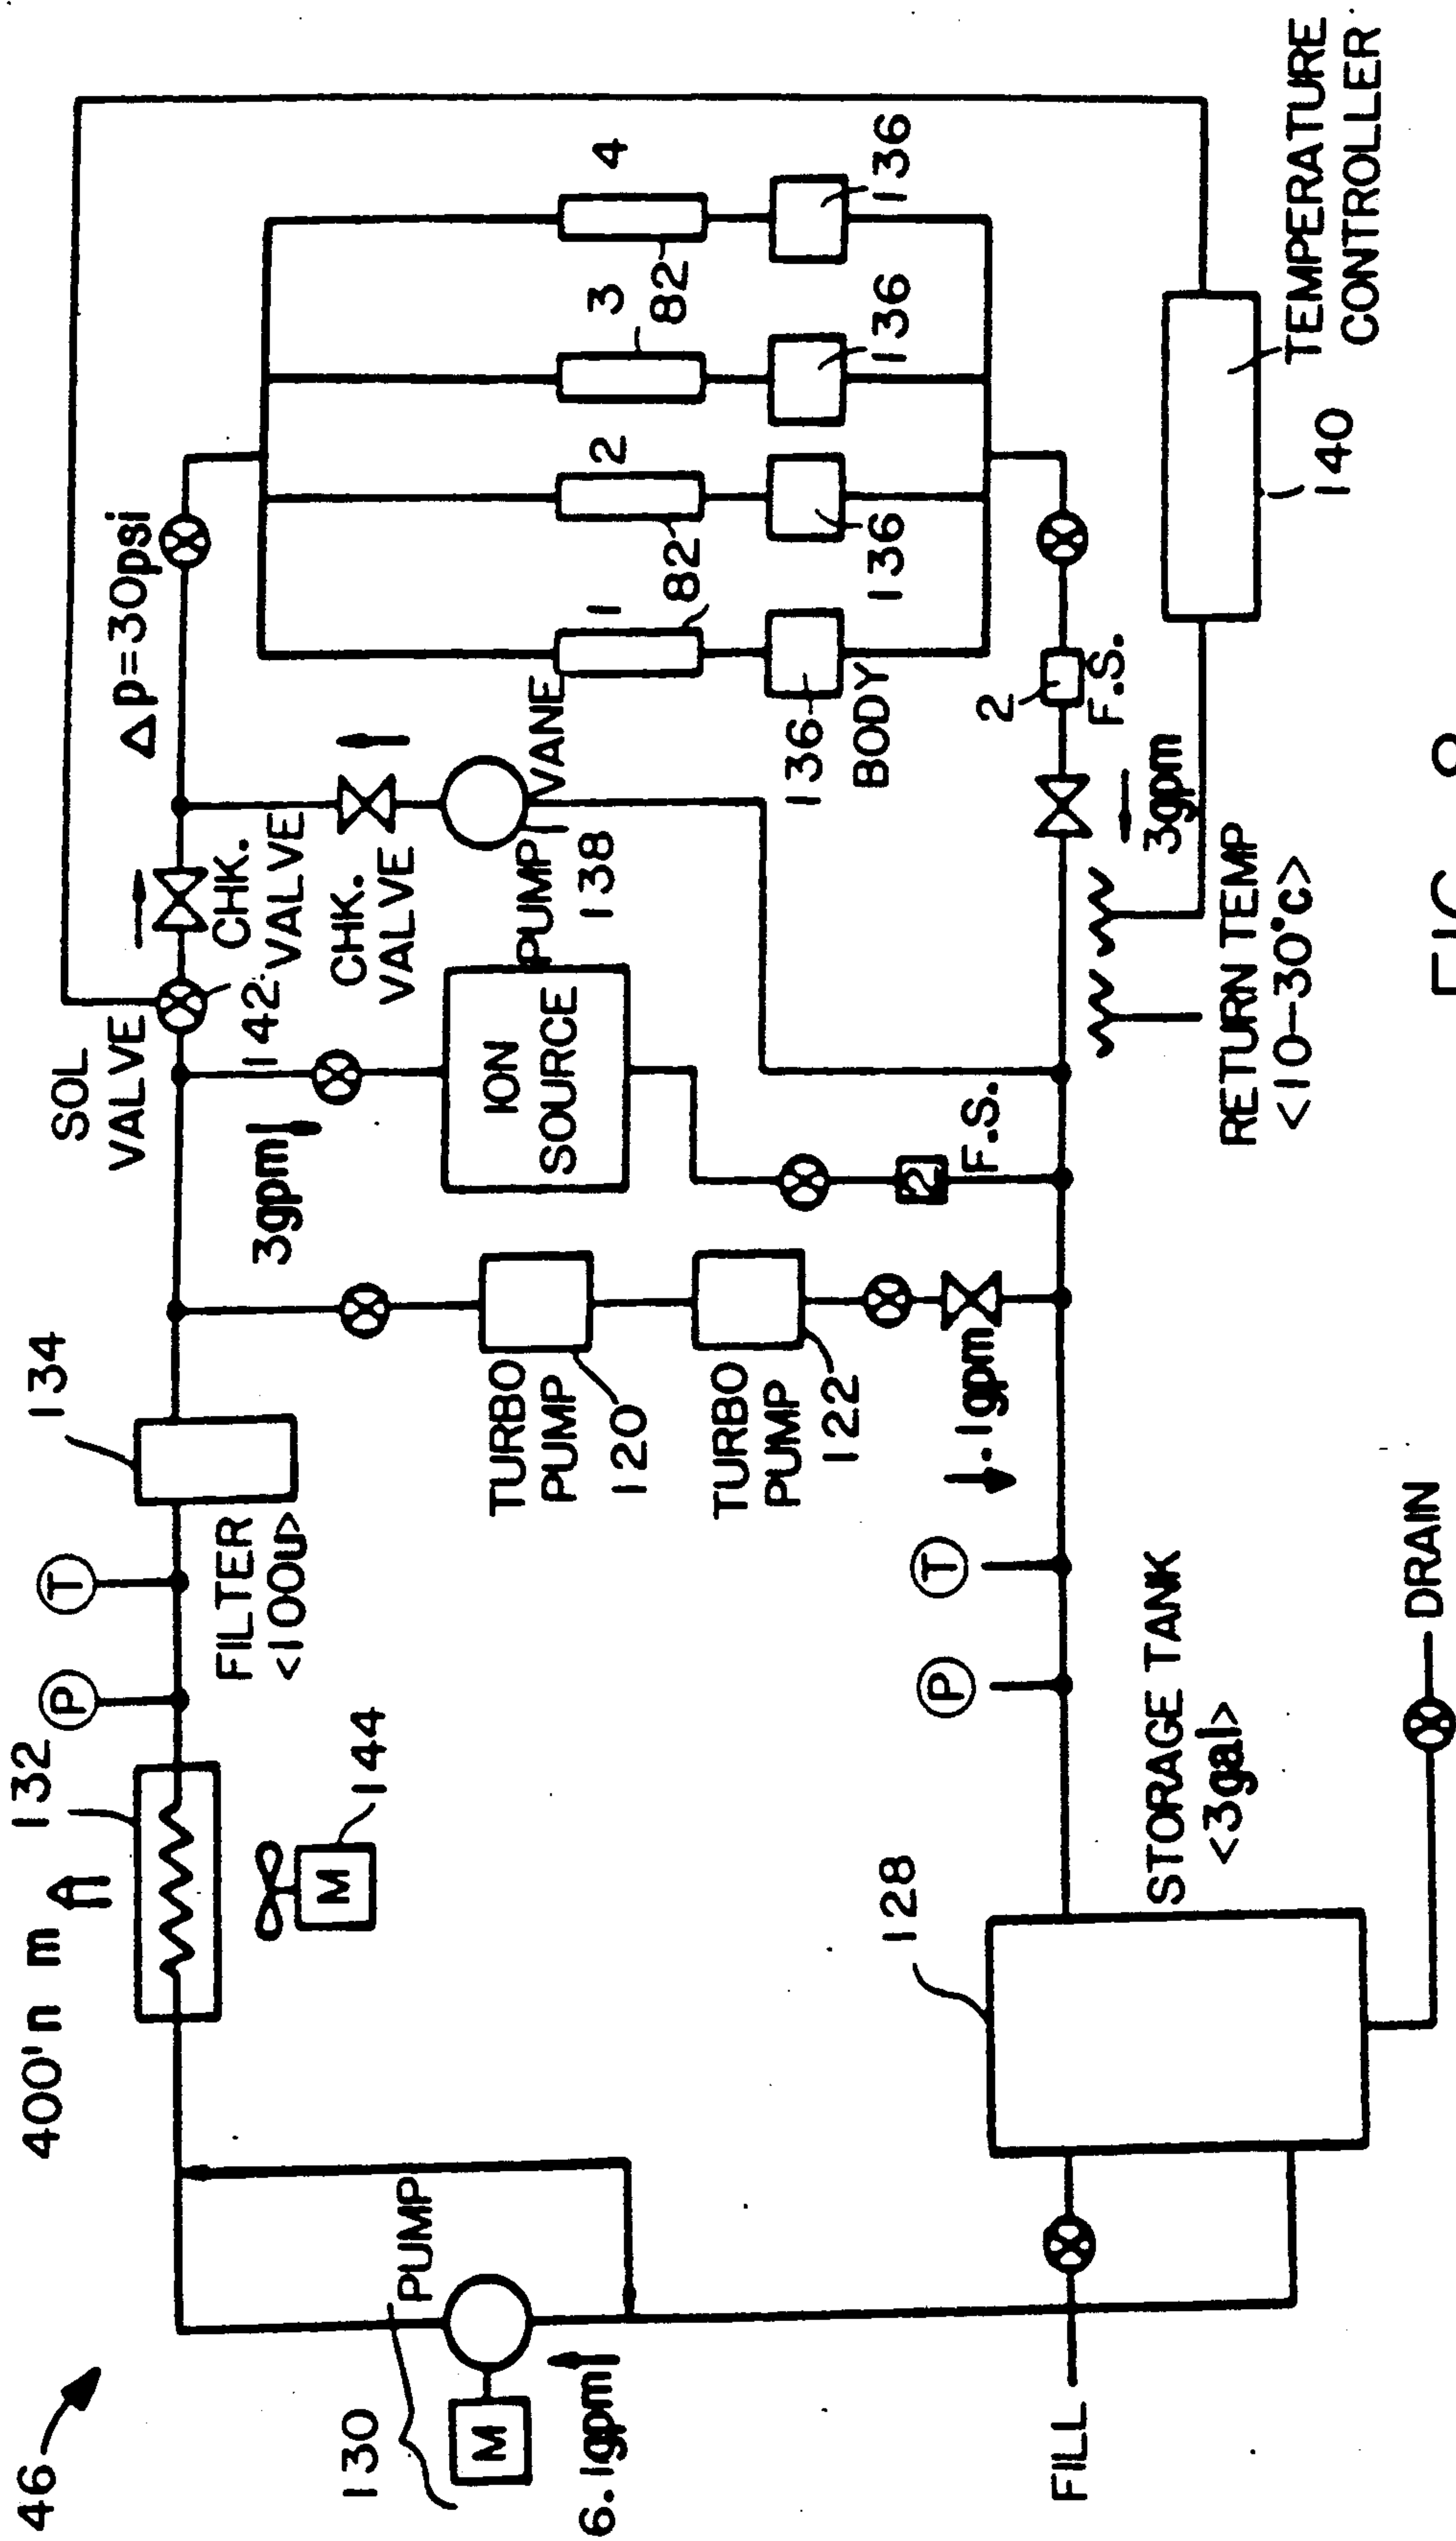 46
400'n m
132
P
T
134
FILTER
<100u>
144
M
SOL
VALVE
142
CHK.
VALVE
CHK.
VALVE
Δp=30psi
3gpm
ION
SOURCE
PUMP
138
VANE
1
2
3
4
82
82
82
136
BODY
136
136
136
130
PUMP
M
6.1gpm
TURBO
PUMP
120
TURBO
PUMP
122
.1gpm
2
F.S.
2
F.S.
3gpm
P
T
128
STORAGE TANK
<3gal>
FILL
DRAIN
RETURN TEMP
<10-30°c>
140
TEMPERATURE
CONTROLLER